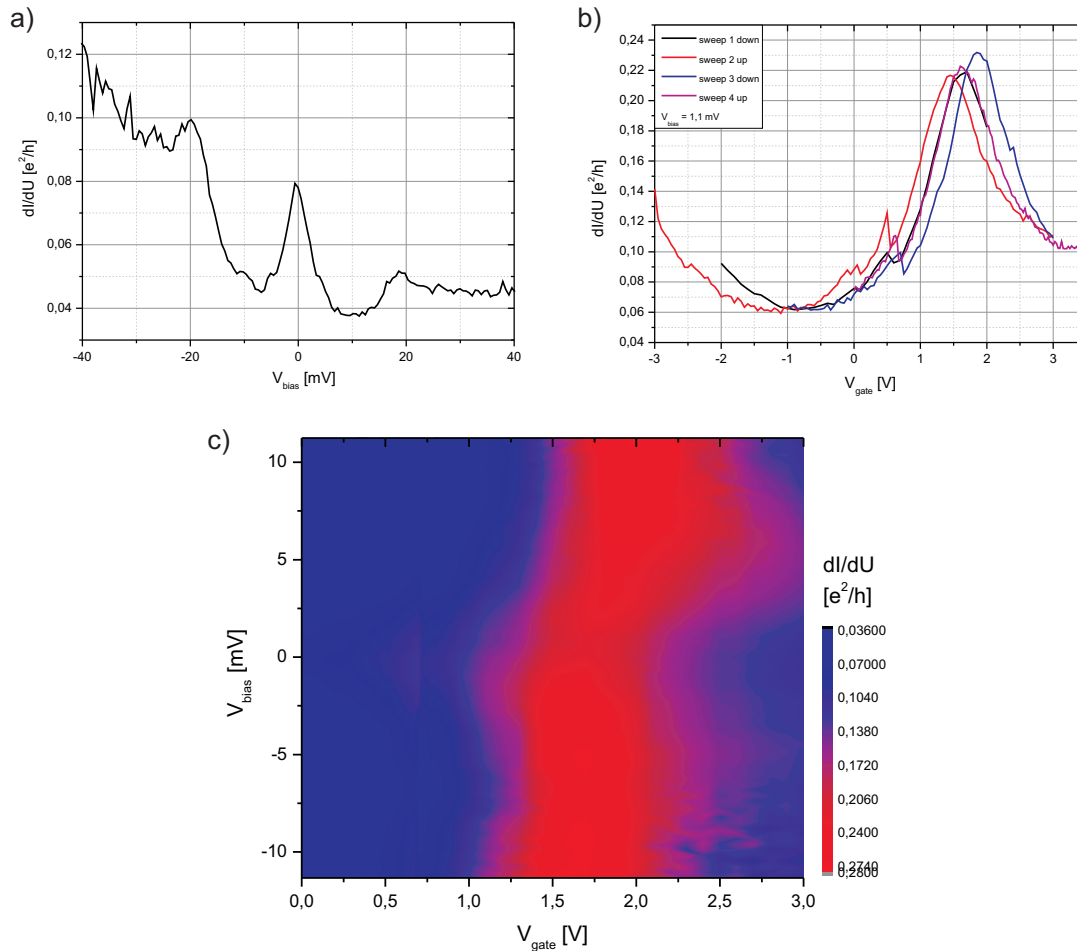 a)
0,12
0,10
0,08
0,06
0,04
dI/dU [e²/h]
-40 -20 0 20 40
V_bias [mV]
b)
sweep 1 down
sweep 2 up
sweep 3 down
sweep 4 up
V_bias = 1,1 mV
0,24
0,22
0,20
0,18
0,16
0,14
0,12
0,10
0,08
0,06
0,04
dI/dU [e²/h]
-3 -2 -1 0 1 2 3
V_gate [V]
c)
10
5
0
-5
-10
V_bias [mV]
0,0 0,5 1,0 1,5 2,0 2,5 3,0
V_gate [V]
dI/dU
[e²/h]
0,03600
0,07000
0,1040
0,1380
0,1720
0,2060
0,2400
0,2740
0,2800